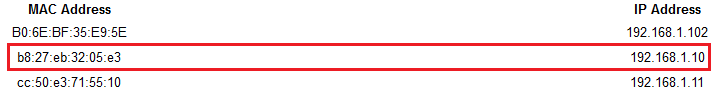 MAC Address IP Address
B0:6E:BF:35:E9:5E 192.168.1.102
b8:27:eb:32:05:e3 192.168.1.10
cc:50:e3:71:55:10 192.168.1.11